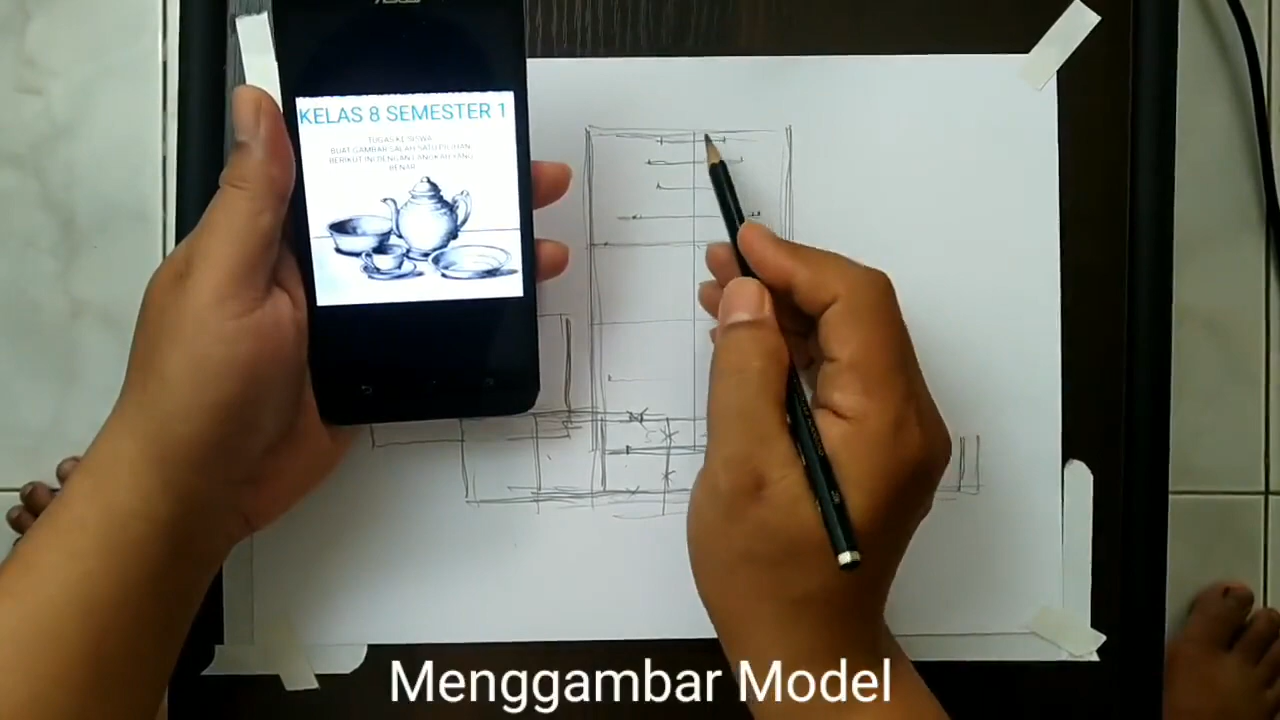 ASUS
KELAS 8 SEMESTER 1
TUGAS KE SISWA
BUAT GAMBAR SALAH SATU PILIHAN
BERIKUT INI DENGAN LANGKAH YANG
BENAR
Menggambar Model